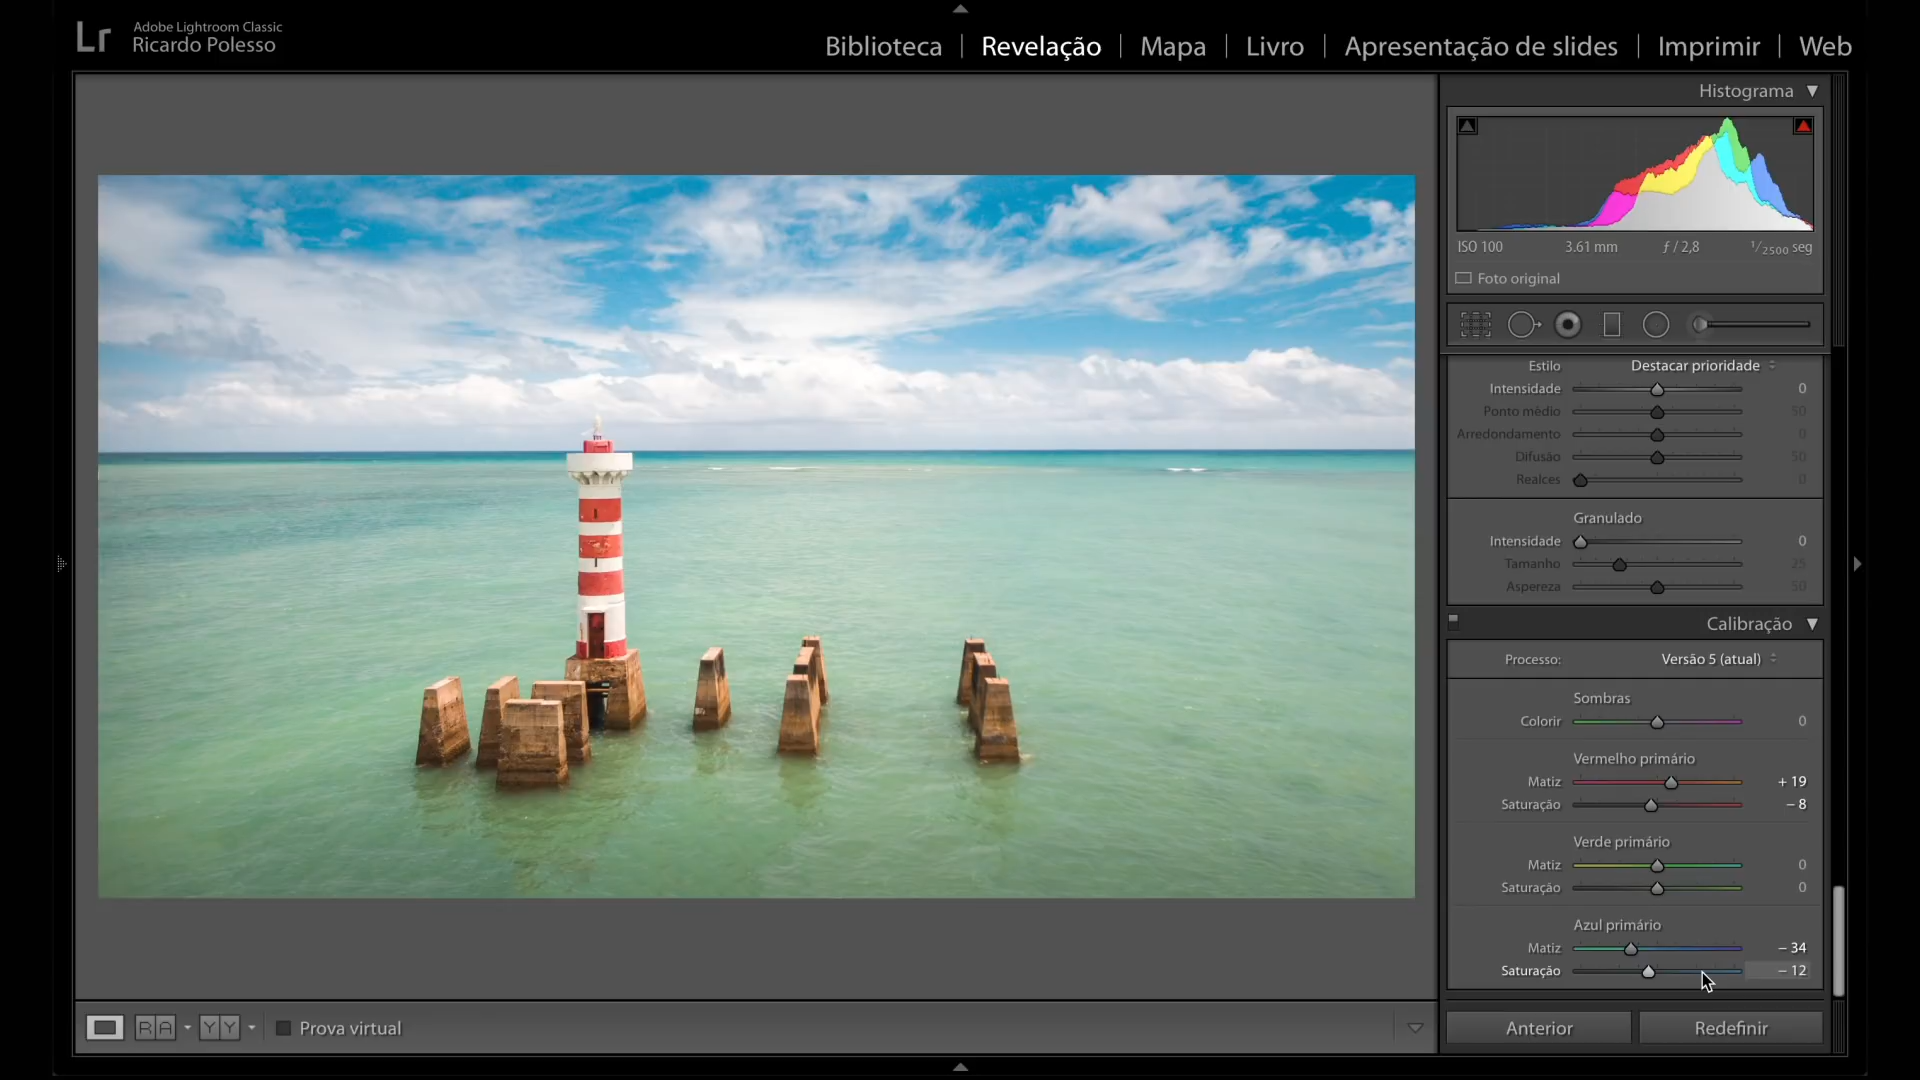 Lr
Adobe Lightroom Classic
Ricardo Polesso
Biblioteca | Revelação | Mapa | Livro | Apresentação de slides | Imprimir | Web
Histograma
ISO 100 3.61 mm ƒ / 2,8 1/2500 seg
Foto original
Estilo Destacar prioridade
Intensidade 0
Ponto médio 50
Arredondamento 0
Difusão 50
Realces 0
Granulado
Intensidade 0
Tamanho 25
Aspereza 50
Calibração
Processo: Versão 5 (atual)
Sombras
Colorir 0
Vermelho primário
Matiz + 19
Saturação – 8
Verde primário
Matiz 0
Saturação 0
Azul primário
Matiz – 34
Saturação – 12
R A Y Y Prova virtual
Anterior Redefinir